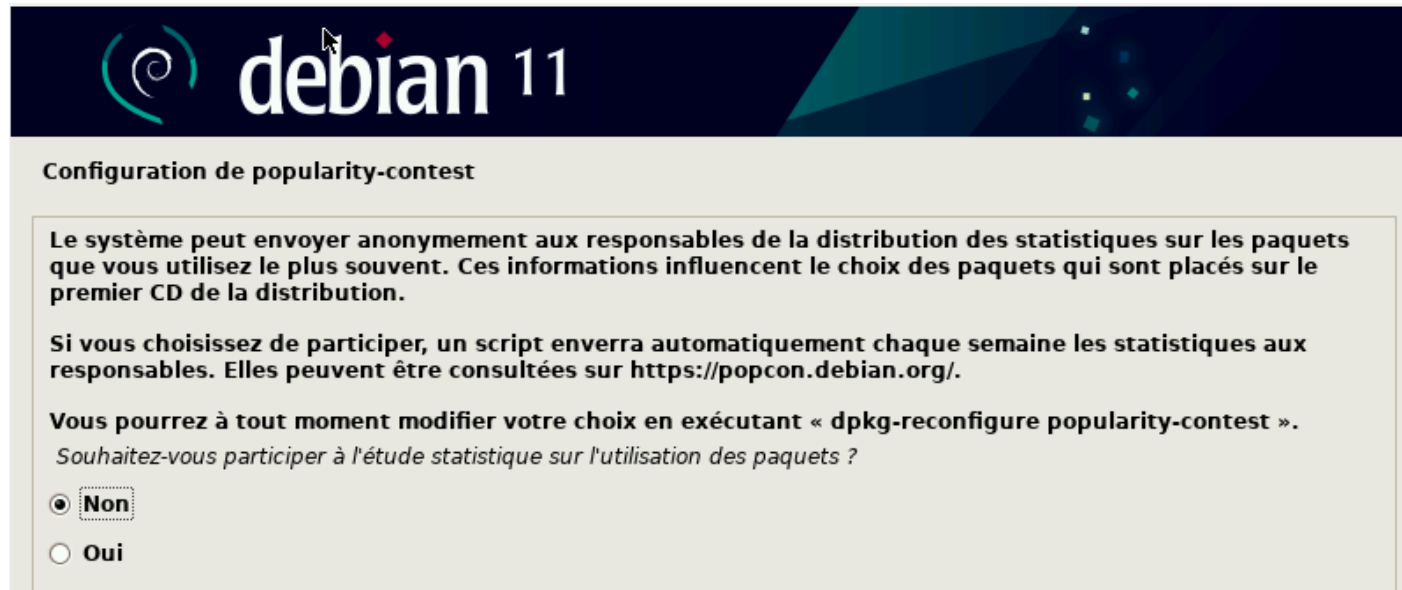 debian 11
Configuration de popularity-contest
Le système peut envoyer anonymement aux responsables de la distribution des statistiques sur les paquets
que vous utilisez le plus souvent. Ces informations influencent le choix des paquets qui sont placés sur le
premier CD de la distribution.
Si vous choisissez de participer, un script enverra automatiquement chaque semaine les statistiques aux
responsables. Elles peuvent être consultées sur https://popcon.debian.org/.
Vous pourrez à tout moment modifier votre choix en exécutant « dpkg-reconfigure popularity-contest ».
Souhaitez-vous participer à l'étude statistique sur l'utilisation des paquets ?
Non
Oui